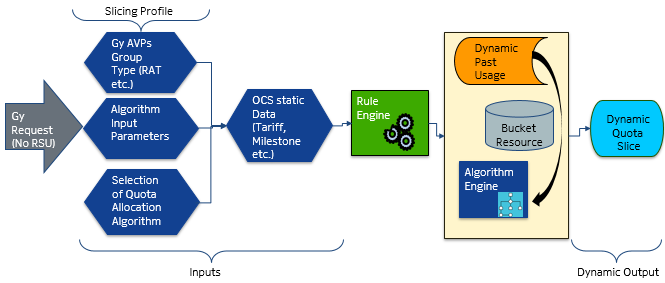 Slicing Profile
Gy AVPs
Group
Type (RAT
etc.)
Gy
Request
(No RSU)
Algorithm
Input
Parameters
Selection
of Quota
Allocation
Algorithm
OCS static
Data
(Tariff,
Milestone
etc.)
Rule
Engine
Dynamic
Past
Usage
Bucket
Resource
Algorithm
Engine
Dynamic
Quota
Slice
Inputs
Dynamic Output